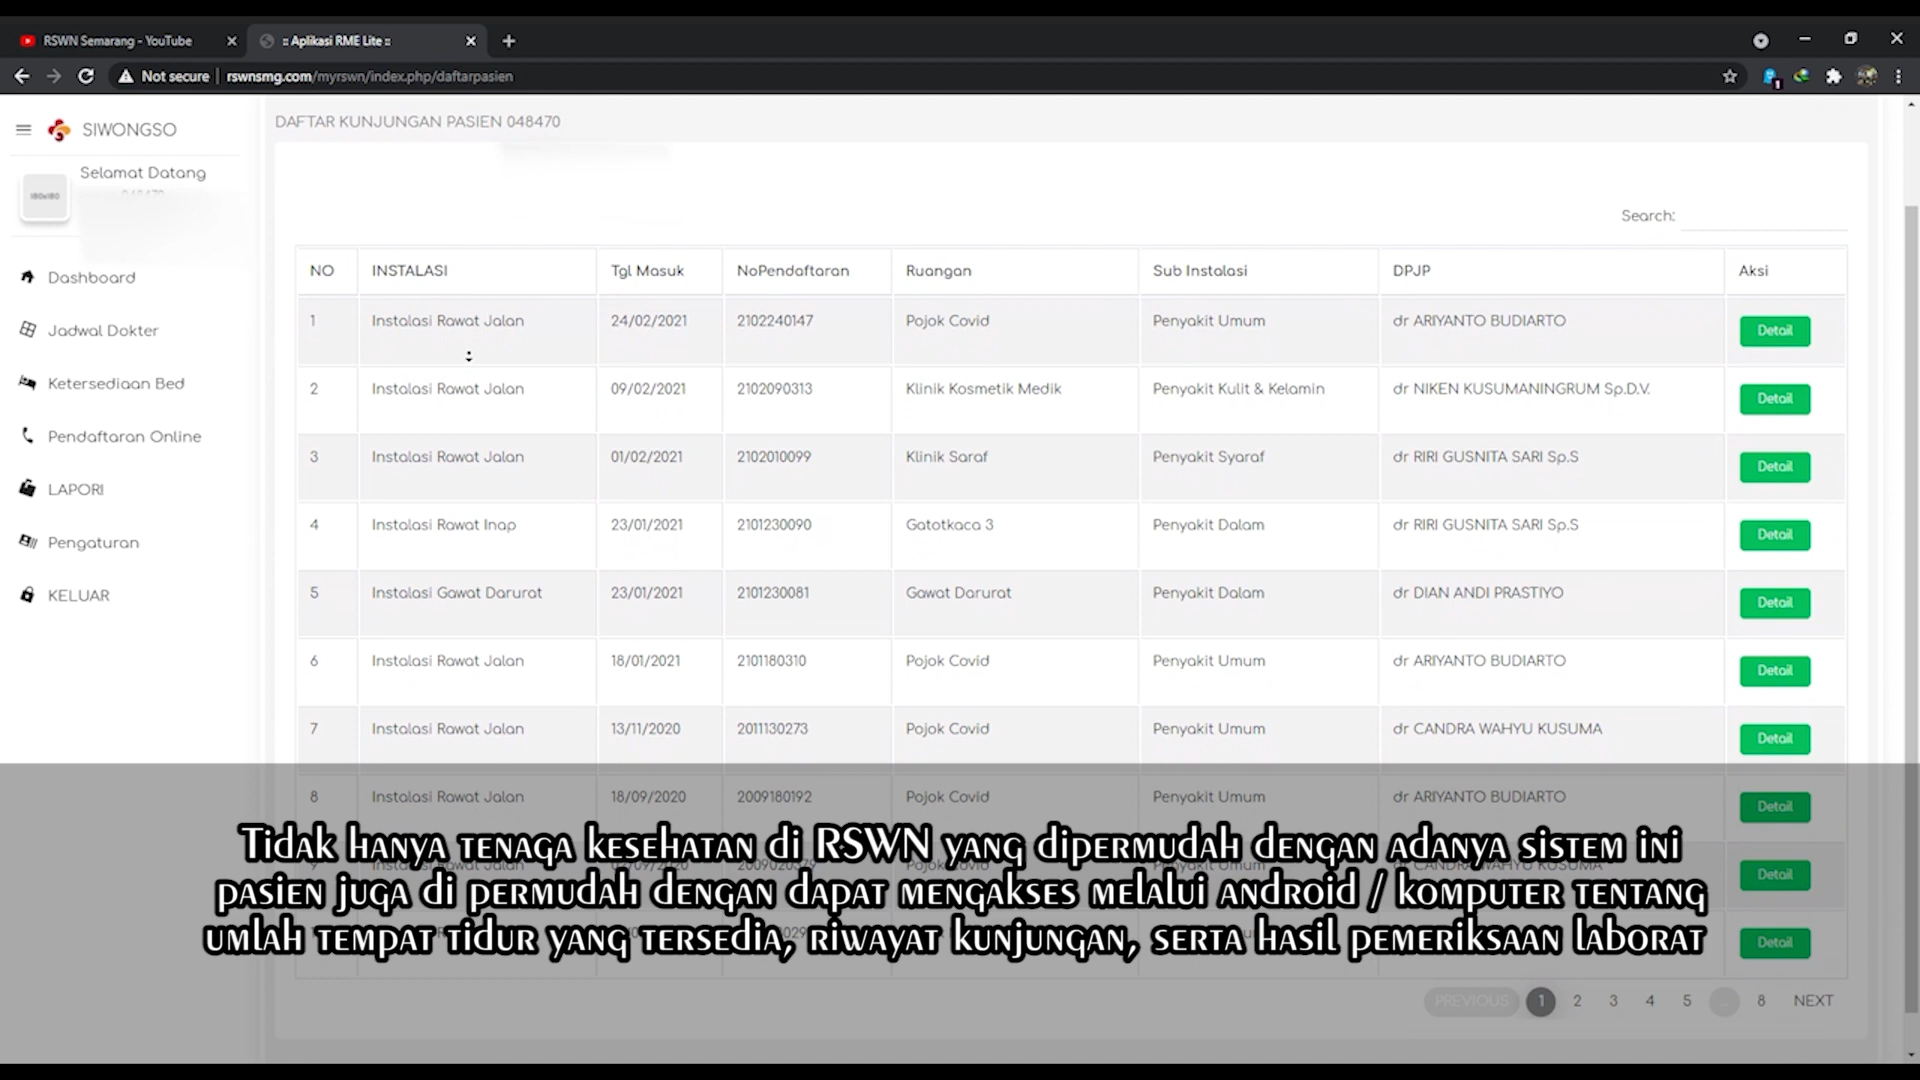 RSWN Semarang - YouTube
:: Aplikasi RME Lite ::
Not secure
rswnsmg.com/myrswn/index.php/daftarpasien
SIWONGSO
Selamat Datang
180x180
Dashboard
Jadwal Dokter
Ketersediaan Bed
Pendaftaran Online
LAPORI
Pengaturan
KELUAR
DAFTAR KUNJUNGAN PASIEN 048470
Search:
NO INSTALASI Tgl Masuk NoPendaftaran Ruangan Sub Instalasi DPJP Aksi
1 Instalasi Rawat Jalan 24/02/2021 2102240147 Pojok Covid Penyakit Umum dr ARIYANTO BUDIARTO Detail
2 Instalasi Rawat Jalan 09/02/2021 2102090313 Klinik Kosmetik Medik Penyakit Kulit & Kelamin dr NIKEN KUSUMANINGRUM Sp.D.V. Detail
3 Instalasi Rawat Jalan 01/02/2021 2102010099 Klinik Saraf Penyakit Syaraf dr RIRI GUSNITA SARI Sp.S Detail
4 Instalasi Rawat Inap 23/01/2021 2101230090 Gatotkaca 3 Penyakit Dalam dr RIRI GUSNITA SARI Sp.S Detail
5 Instalasi Gawat Darurat 23/01/2021 2101230081 Gawat Darurat Penyakit Dalam dr DIAN ANDI PRASTIYO Detail
6 Instalasi Rawat Jalan 18/01/2021 2101180310 Pojok Covid Penyakit Umum dr ARIYANTO BUDIARTO Detail
7 Instalasi Rawat Jalan 13/11/2020 2011130273 Pojok Covid Penyakit Umum dr CANDRA WAHYU KUSUMA Detail
8 Instalasi Rawat Jalan 18/09/2020 2009180192 Pojok Covid Penyakit Umum dr ARIYANTO BUDIARTO Detail
Detail
Detail
Tidak hanya tenaga kesehatan di RSWN yang dipermudah dengan adanya sistem ini
pasien juga di permudah dengan dapat mengakses melalui android / komputer tentang
umlah tempat tidur yang tersedia, riwayat kunjungan, serta hasil pemeriksaan laborat
PREVIOUS 1 2 3 4 5 ... 8 NEXT